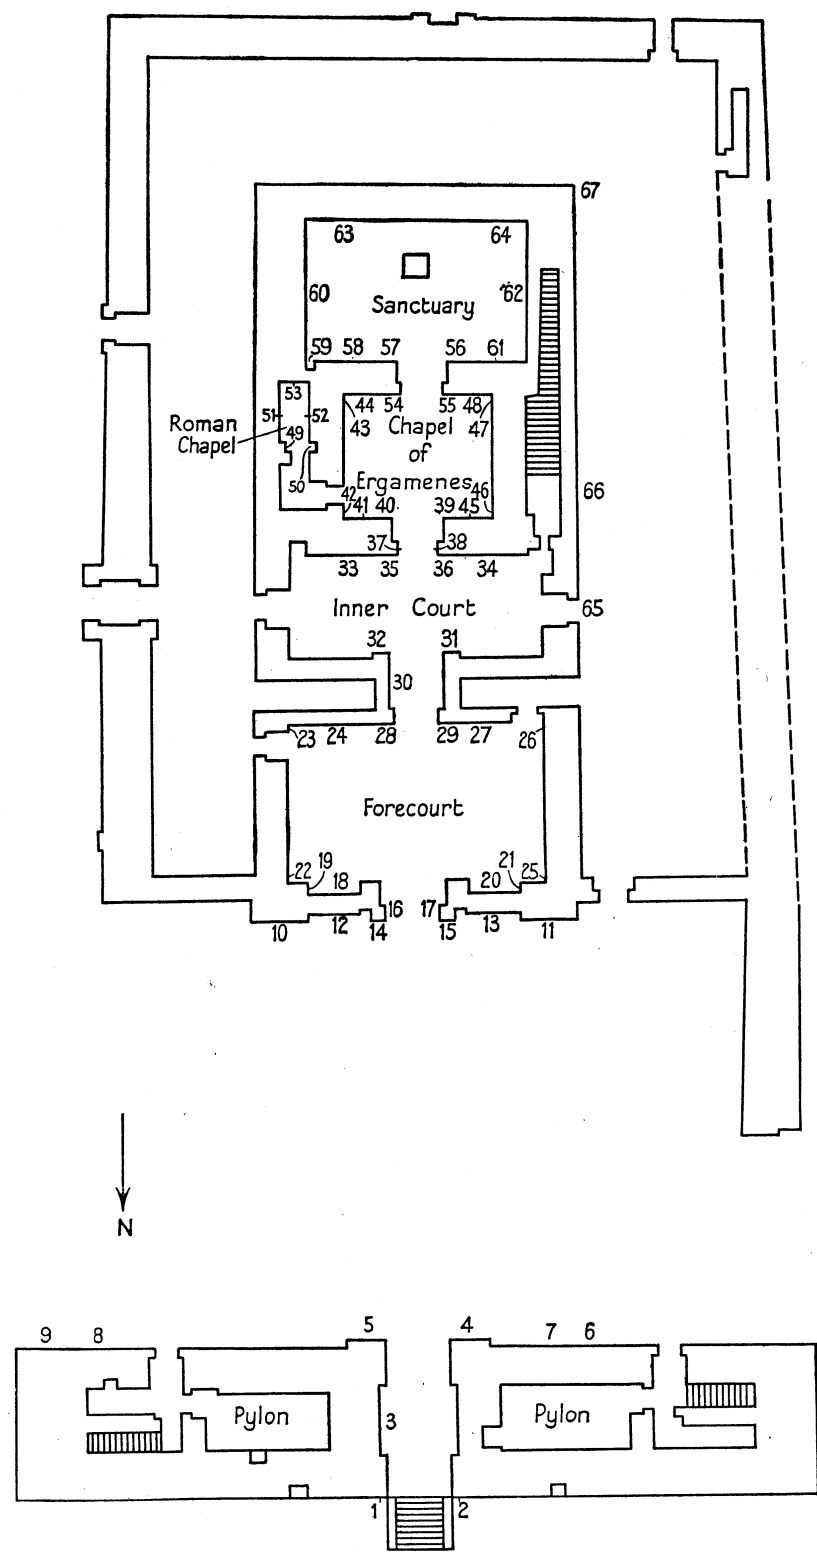 67
63 64
60 62
Sanctuary
59 58 57 56 61
53
44 54 55 48
51 52
43 Chapel 47
Roman
Chapel
49
of
50
Ergamenes
42 46
41 40 39 45
66
37 38
33 35 36 34
Inner Court
65
32 31
30
23 24 28 29 27 26
Forecourt
22 19 18 20 21 25
16 17
10 12 14 15 13 11
N
9 8 5 4 7 6
3
Pylon Pylon
1 2